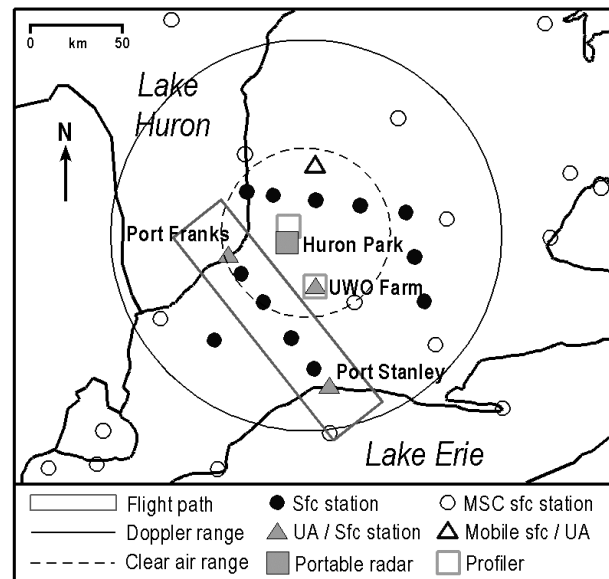 0 50
km
Lake
Huron
N
Port Franks
Huron Park
UWO Farm
Port Stanley
Lake Erie
Flight path
Sfc station
MSC sfc station
Doppler range
UA / Sfc station
Mobile sfc / UA
Clear air range
Portable radar
Profiler